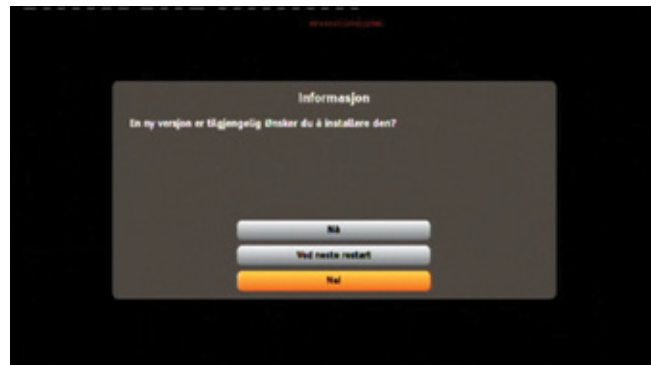 Informasjon
En ny versjon er tilgjengelig Ønsker du å installere den?
Nå
Ved neste restart
Nei